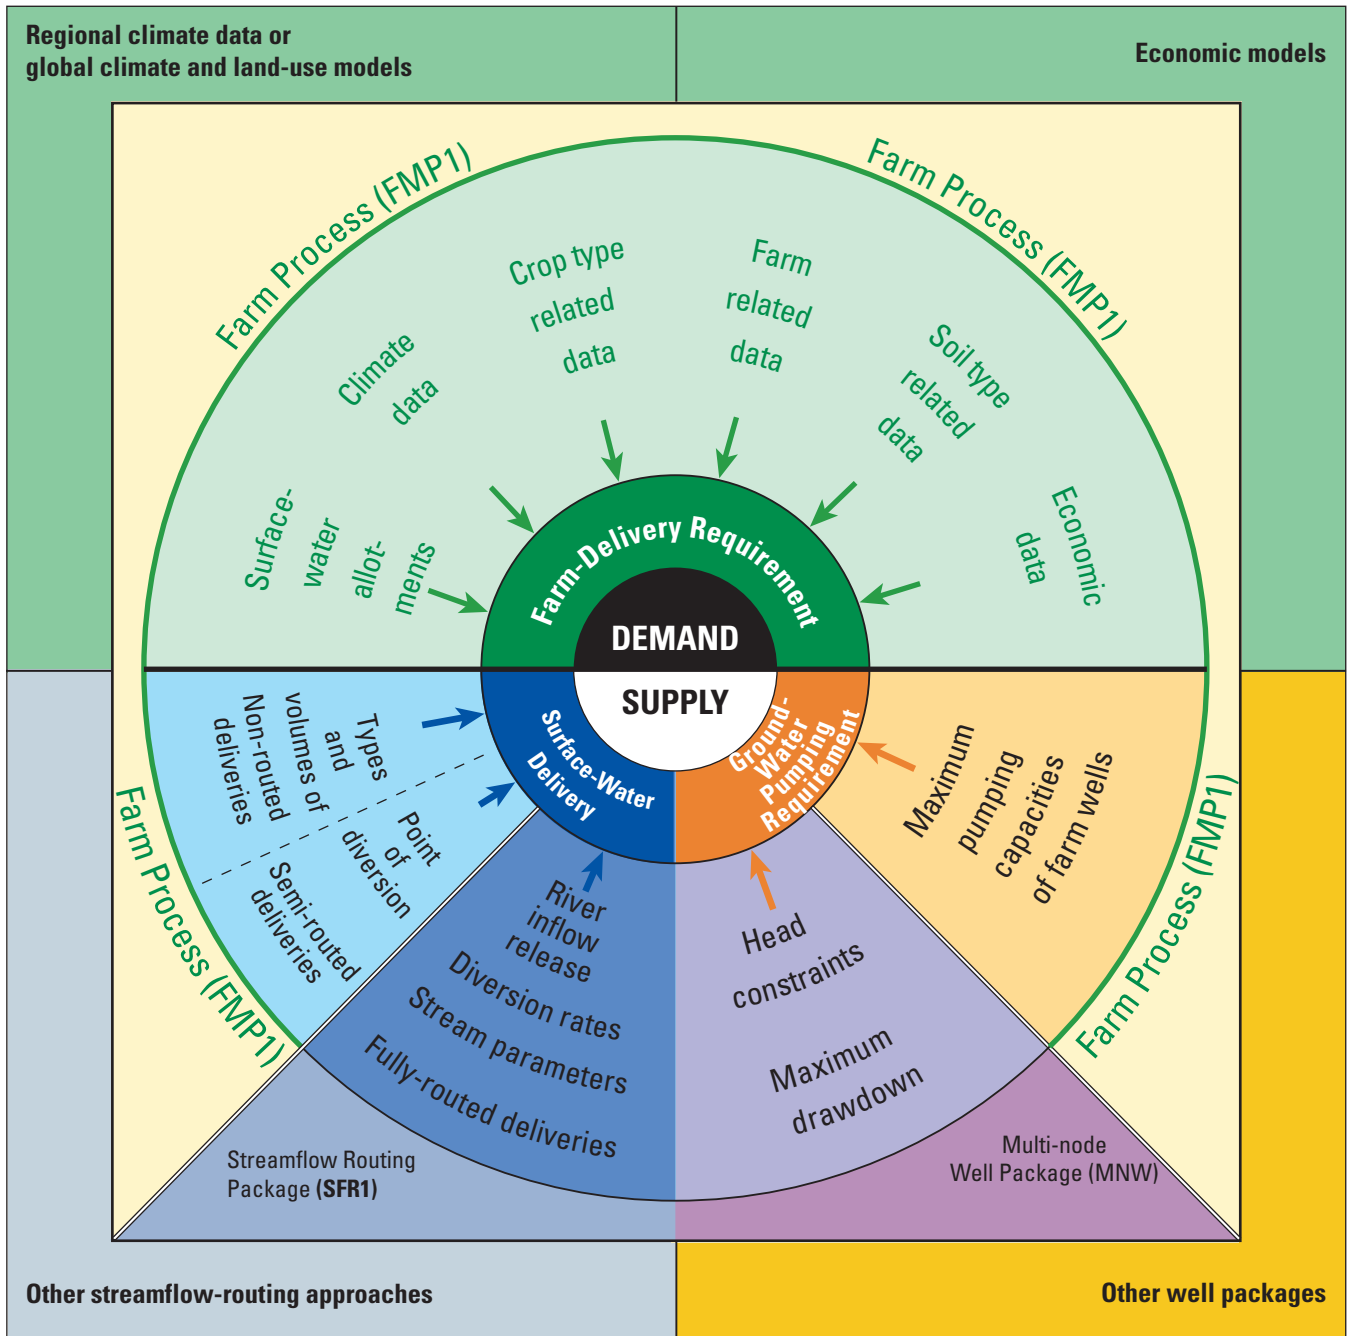 Regional climate data or
global climate and land-use models
Economic models
Farm Process (FMP1)
Farm Process (FMP1)
Surface-
water
allot-
ments
Climate
data
Crop type
related
data
Farm
related
data
Soil type
related
data
Economic
data
Farm-Delivery Requirement
DEMAND
SUPPLY
Surface-Water
Delivery
Ground-
Water
Pumping
Requirement
Types
and
volumes of
Non-routed
deliveries
Point
of
diversion
Semi-routed
deliveries
Farm Process (FMP1)
River
inflow
release
Diversion rates
Stream parameters
Fully-routed deliveries
Head
constraints
Maximum
drawdown
Maximum
pumping
capacities
of farm wells
Farm Process (FMP1)
Streamflow Routing
Package (SFR1)
Multi-node
Well Package (MNW)
Other streamflow-routing approaches
Other well packages